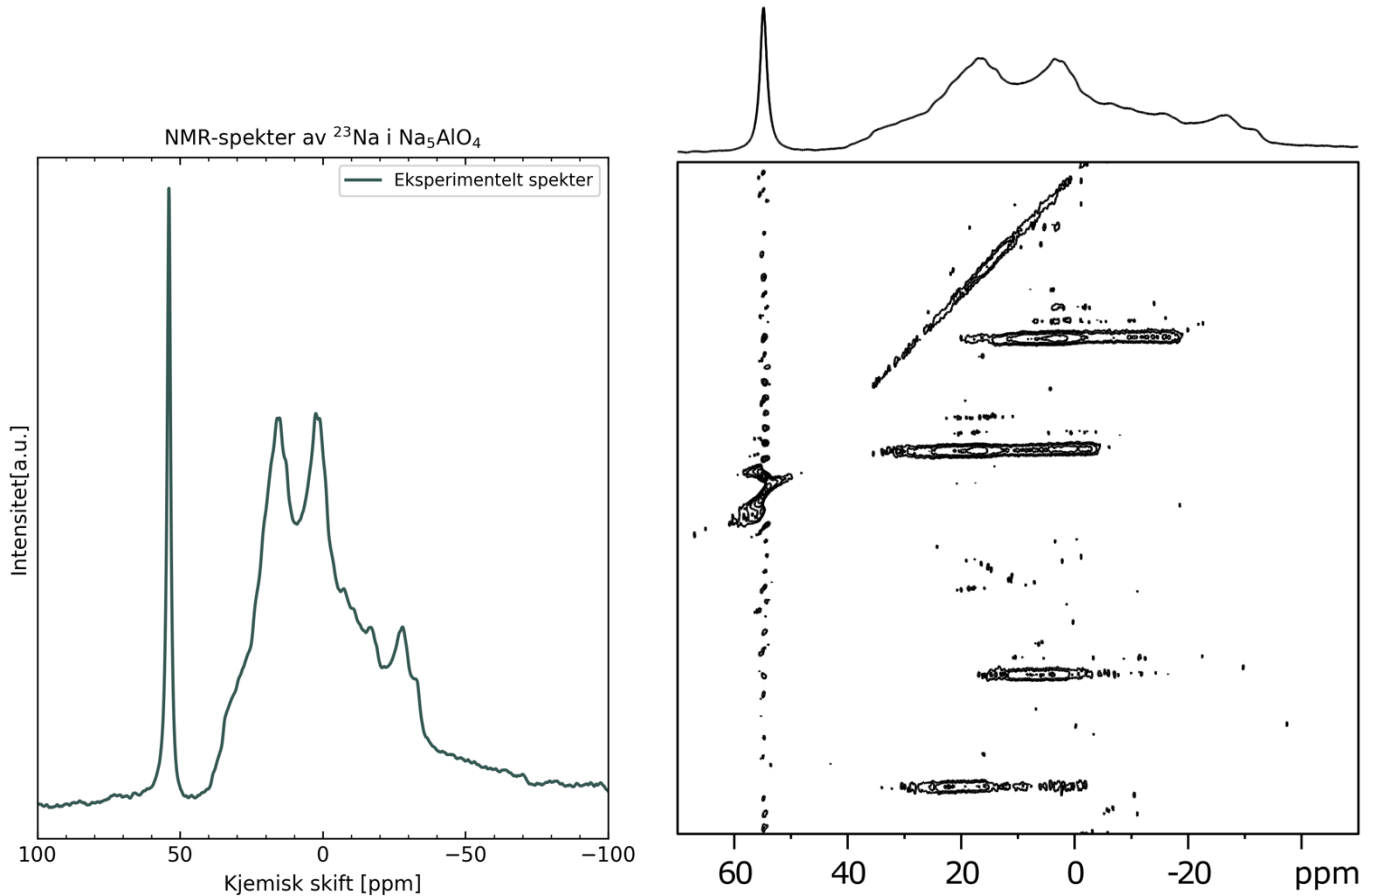 NMR-spekter av ²³Na i Na₅AlO₄
Eksperimentelt spekter
Intensitet[a.u.]
100 50 0 −50 −100
Kjemisk skift [ppm]
60 40 20 0 -20 ppm